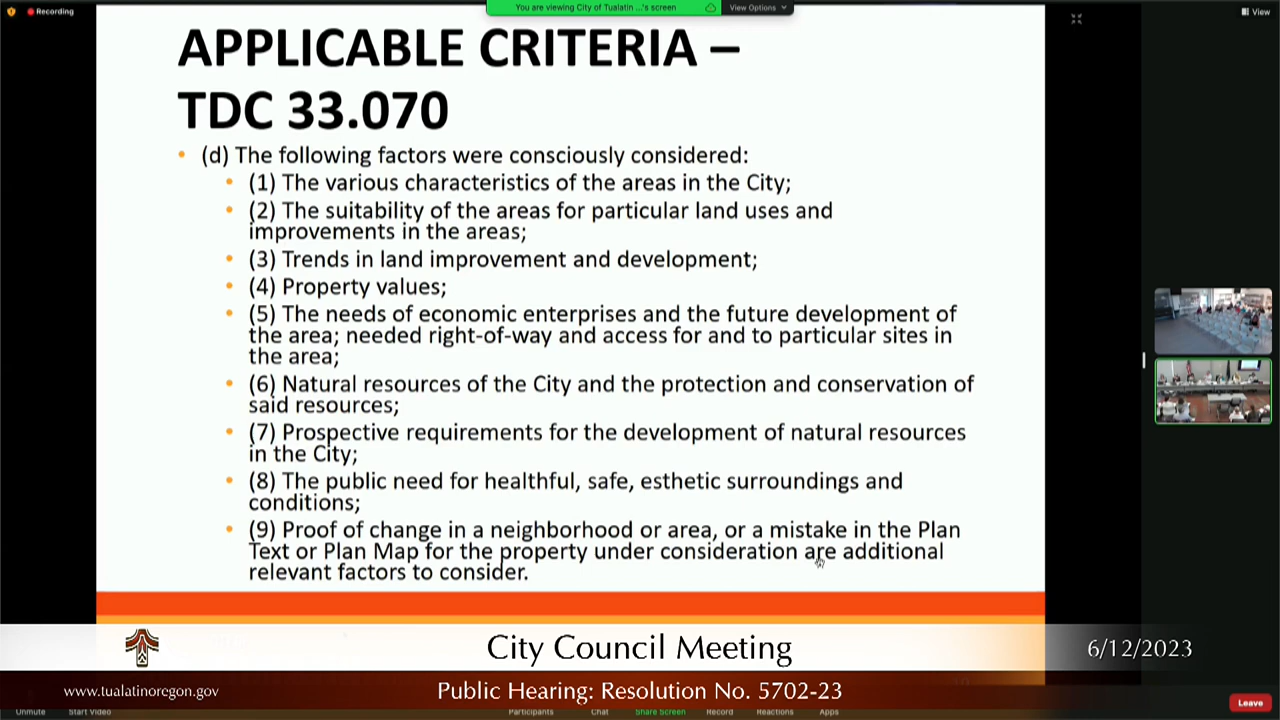 Recording
You are viewing City of Tualatin ...'s screen
View Options
View
APPLICABLE CRITERIA –
TDC 33.070
• (d) The following factors were consciously considered:
• (1) The various characteristics of the areas in the City;
• (2) The suitability of the areas for particular land uses and
improvements in the areas;
• (3) Trends in land improvement and development;
• (4) Property values;
• (5) The needs of economic enterprises and the future development of
the area; needed right-of-way and access for and to particular sites in
the area;
• (6) Natural resources of the City and the protection and conservation of
said resources;
• (7) Prospective requirements for the development of natural resources
in the City;
• (8) The public need for healthful, safe, esthetic surroundings and
conditions;
• (9) Proof of change in a neighborhood or area, or a mistake in the Plan
Text or Plan Map for the property under consideration are additional
relevant factors to consider.
City Council Meeting
6/12/2023
www.tualatinoregon.gov
Public Hearing: Resolution No. 5702-23
Leave
Unmute
Start Video
Participants
Chat
Share Screen
Record
Reactions
Apps